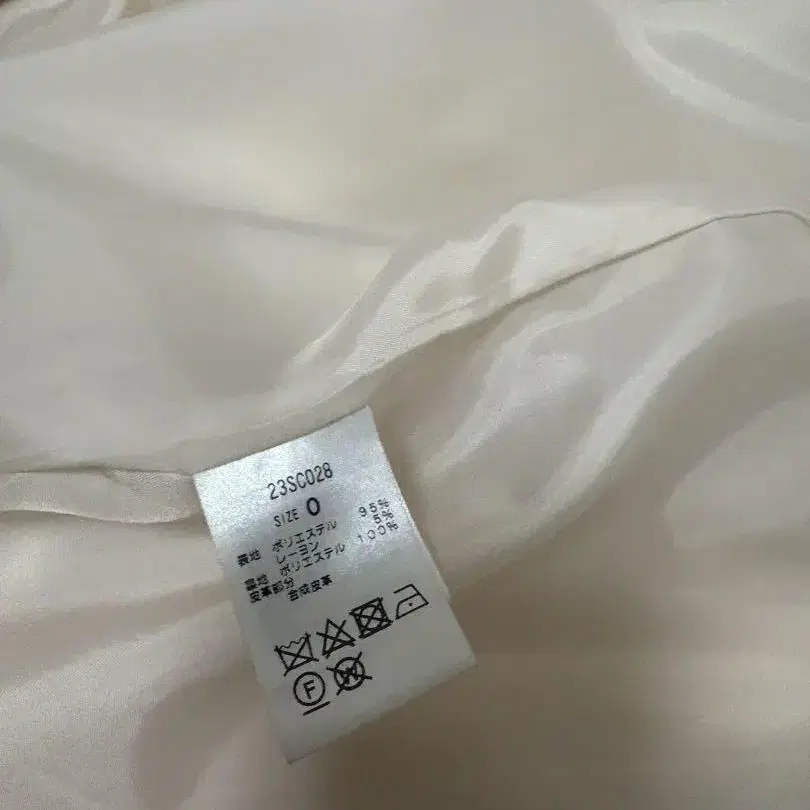 23SC028
SIZE 0
表地 ポリエステル 95%
レーヨン 5%
裏地 ポリエステル 100%
皮革部分 合成皮革
F W